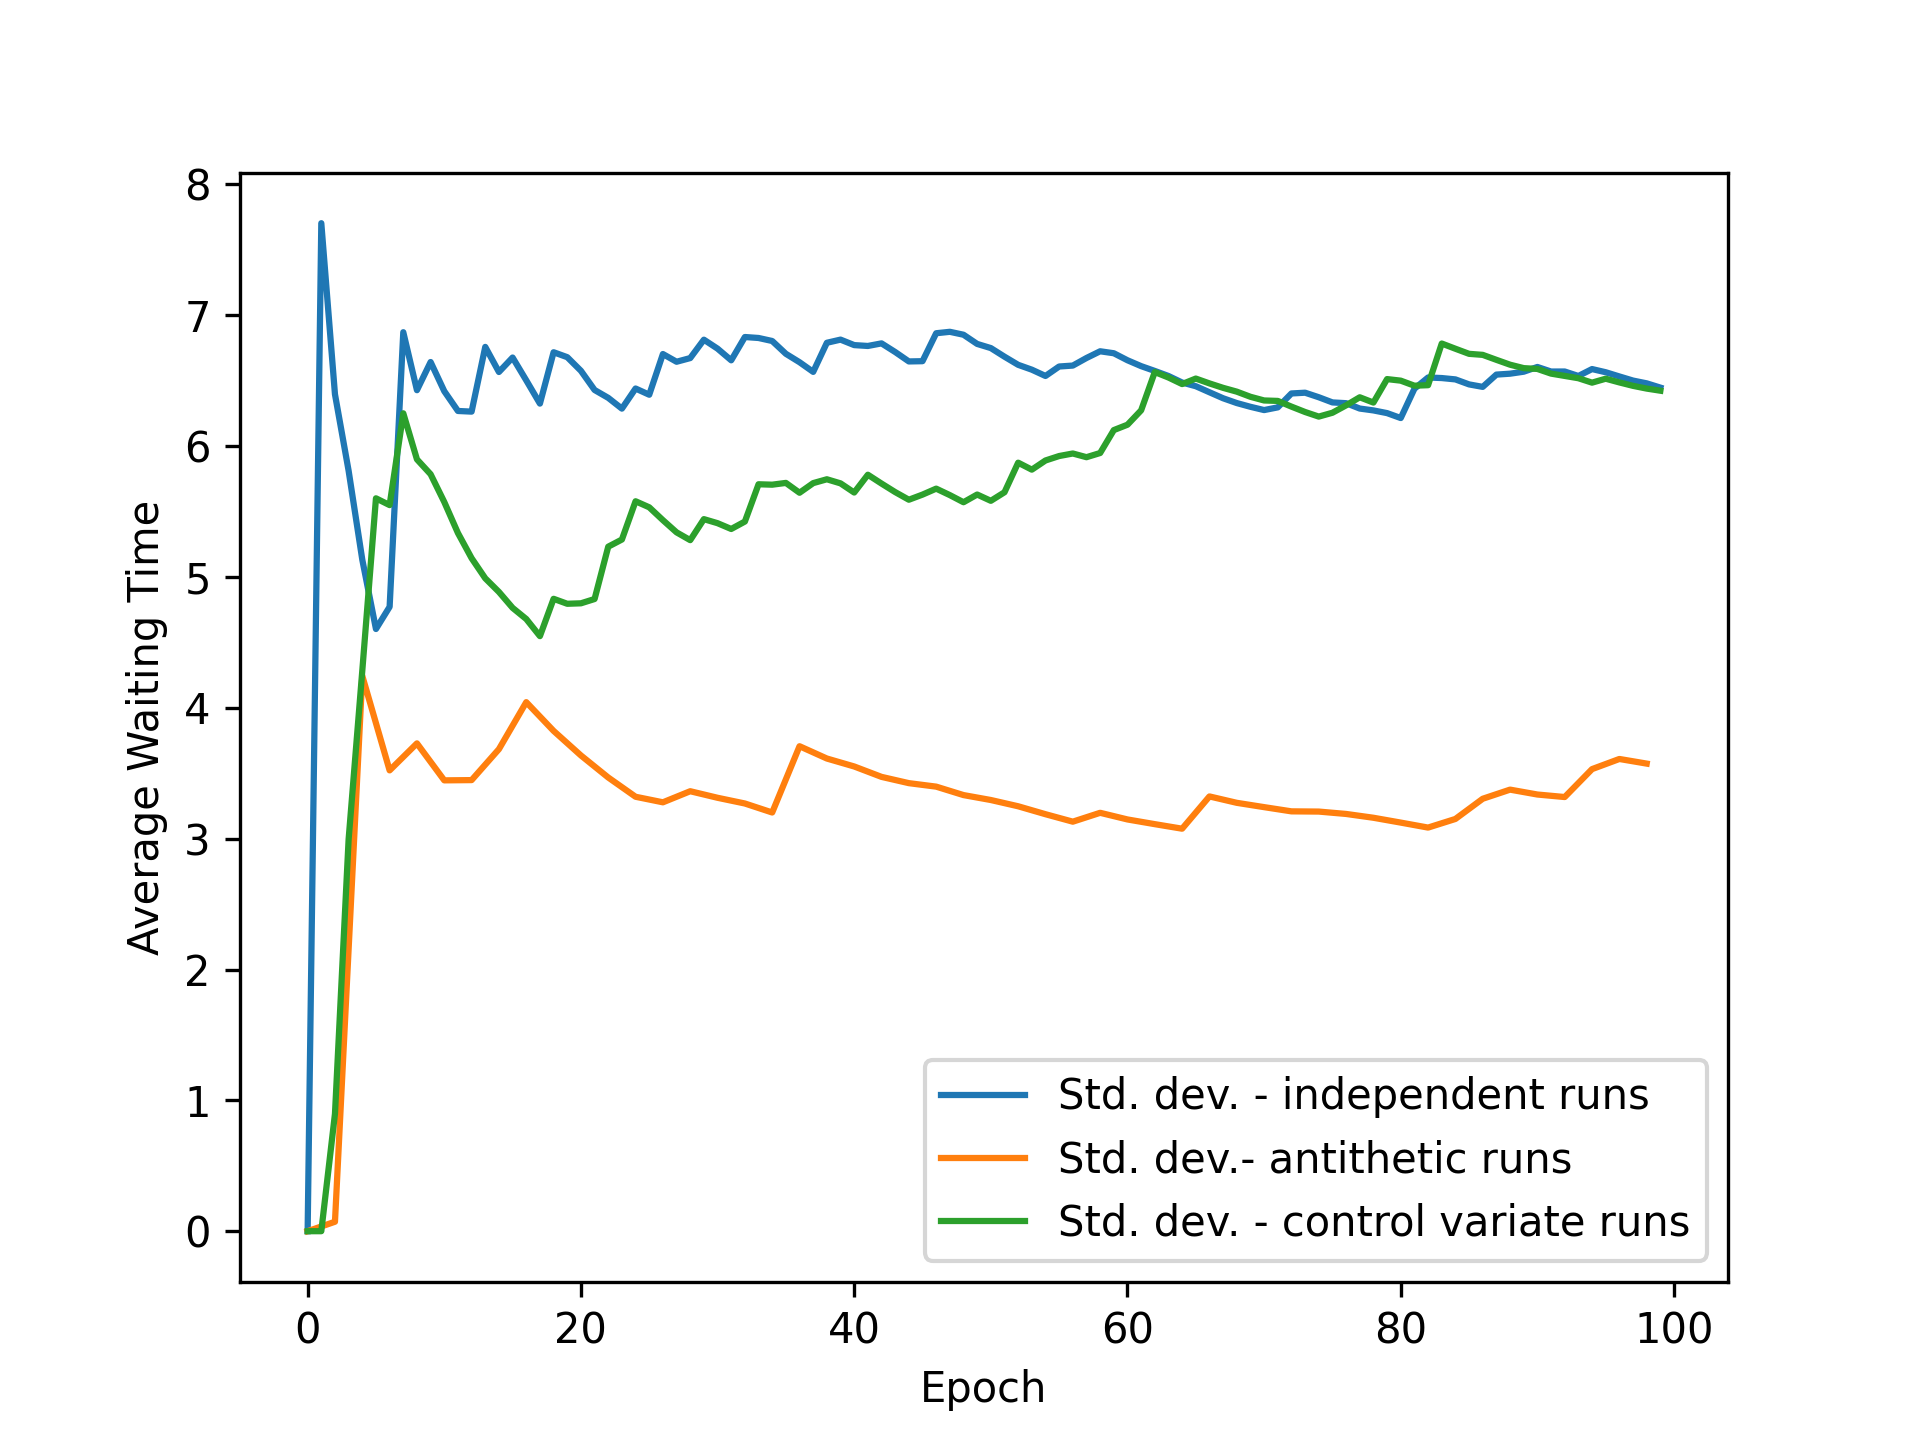 8
7
6
5
4
3
2
1
0
Average Waiting Time
Std. dev. - independent runs
Std. dev.- antithetic runs
Std. dev. - control variate runs
0 20 40 60 80 100
Epoch